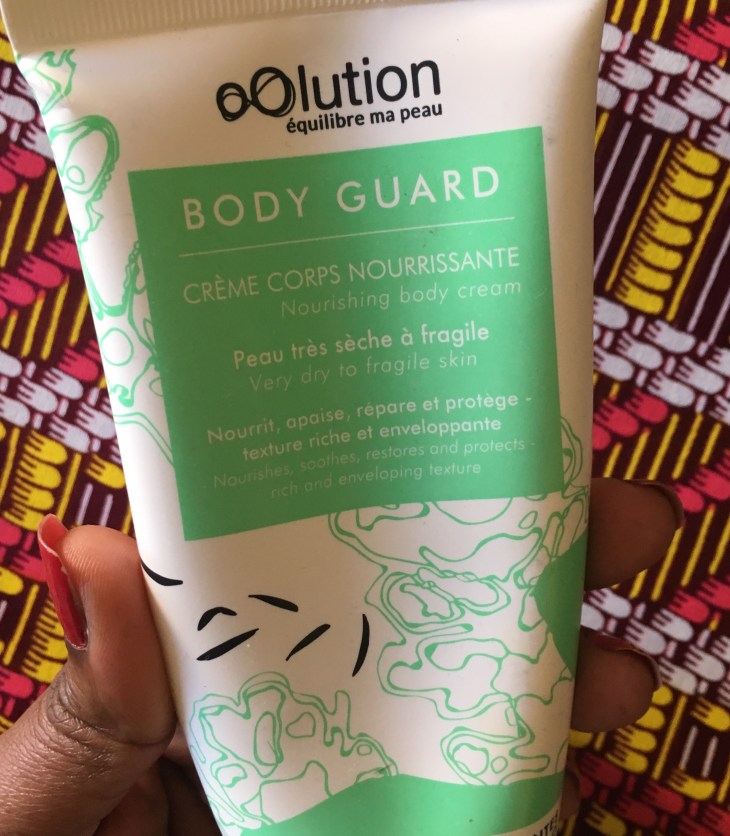 oOlution
équilibre ma peau
BODY GUARD
CRÈME CORPS NOURRISSANTE
Nourishing body cream
Peau très sèche à fragile
Very dry to fragile skin
Nourrit, apaise, répare et protège -
texture riche et enveloppante
Nourishes, soothes, restores and protects -
rich and enveloping texture